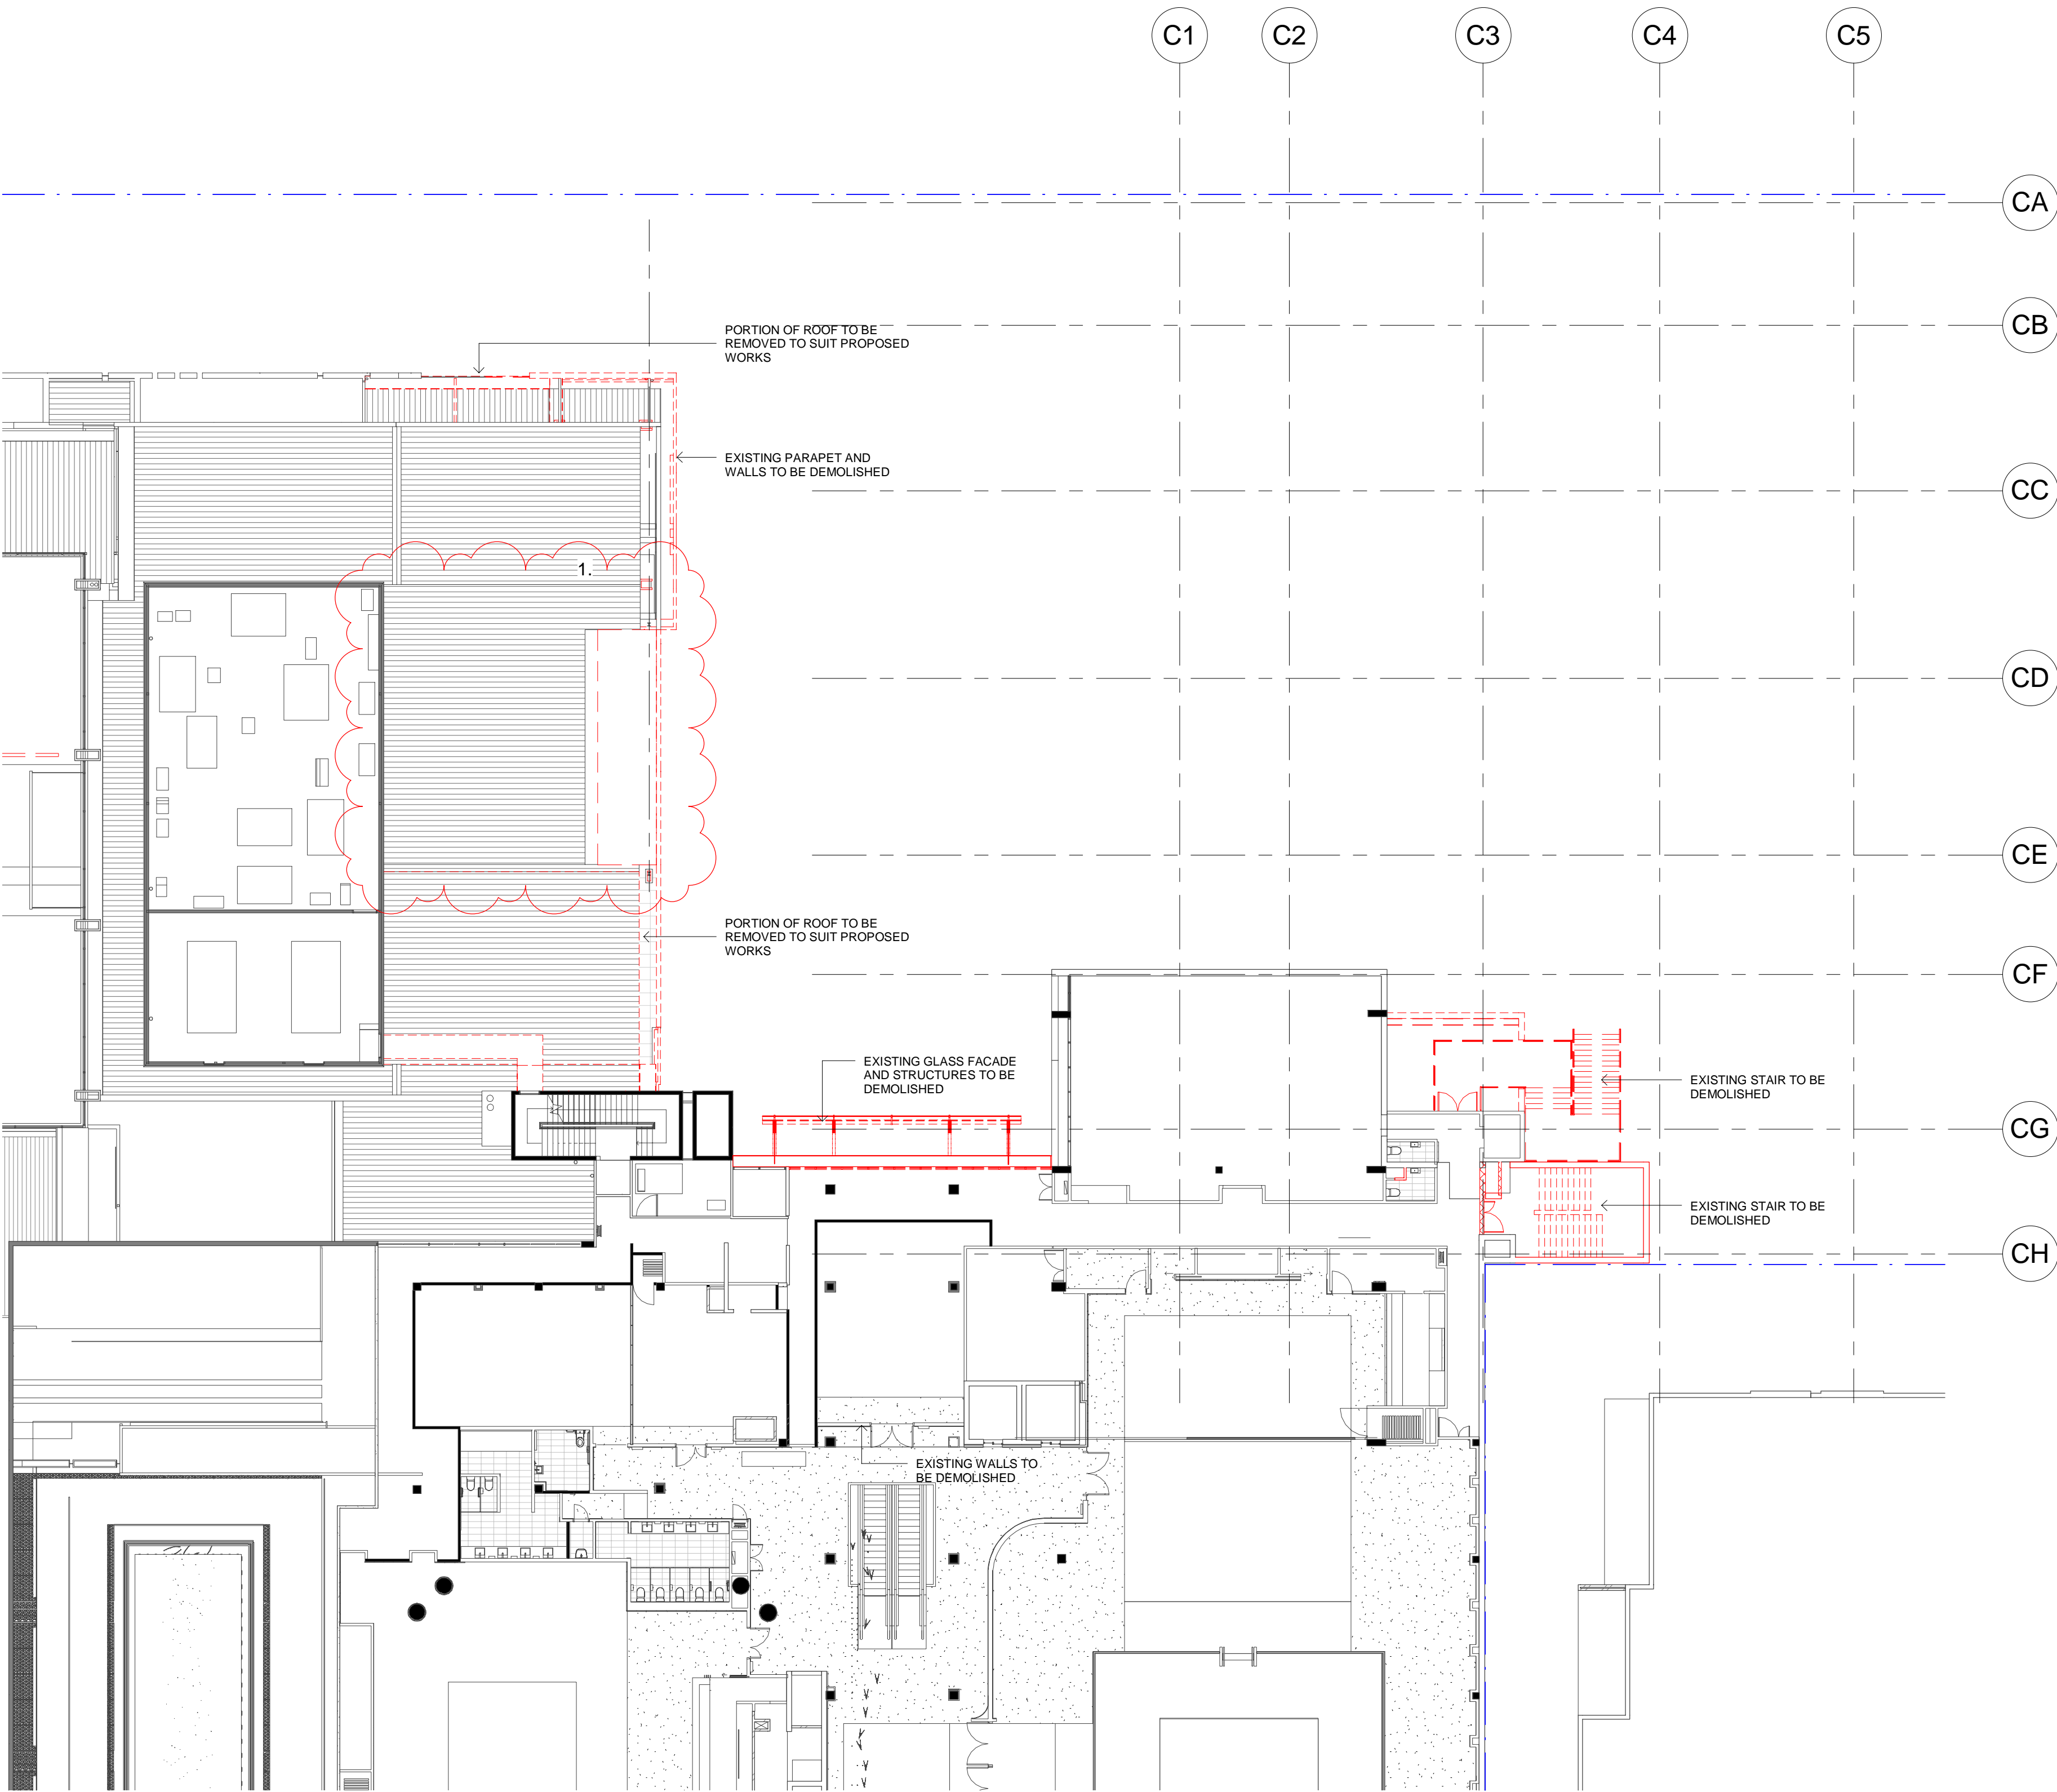 C1
C2
C3
C4
C5
CA
CB
PORTION OF ROOF TO BE
REMOVED TO SUIT PROPOSED
WORKS
EXISTING PARAPET AND
WALLS TO BE DEMOLISHED
CC
1.
CD
CE
PORTION OF ROOF TO BE
REMOVED TO SUIT PROPOSED
WORKS
CF
EXISTING GLASS FACADE
AND STRUCTURES TO BE
DEMOLISHED
EXISTING STAIR TO BE
DEMOLISHED
CG
EXISTING STAIR TO BE
DEMOLISHED
CH
EXISTING WALLS TO
BE DEMOLISHED